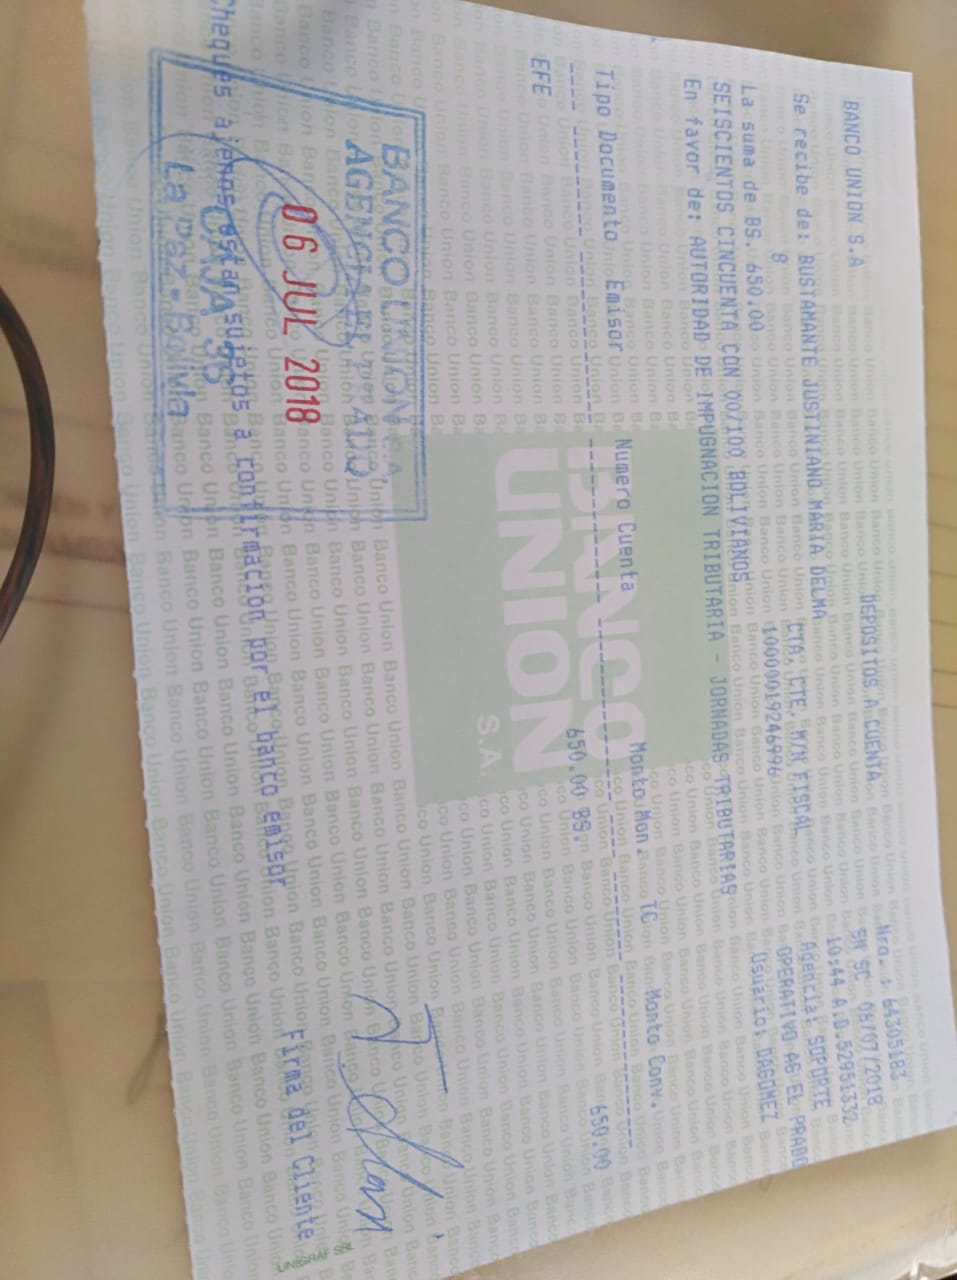 BANCO UNION S.A
DEPOSITOS A CUENTA
Nro.: 64305183
SN SC 06/07/2018
Se recibe de: BUSTAMANTE JUSTINIANO MARIA DELMA
10:44 A.D.52951332
8
CTA. CTE. M/N FISCAL
Agencia: SOPORTE
La suma de BS. 650.00
10000019246996
OPERATIVO AG EL PRADO
SEISCIENTOS CINCUENTA CON 00/100 BOLIVIANOS
Usuario: DAGOMEZ
En favor de: AUTORIDAD DE IMPUGNACION TRIBUTARIA - JORNADAS TRIBUTARIAS
Tipo Documento Emisor Numero Cuenta Monto Mon. TC Monto Conv.
EFE 650.00 BS. 650.00
BANCO UNION S.A.
BANCO UNION S.A.
AGENCIA EL PRADO
06 JUL 2018
CAJA
La Paz - Bolivia
Firma del Cliente
Cheques ajenos estan sujetos a confirmacion por el banco emisor
UNIGRAF SRL